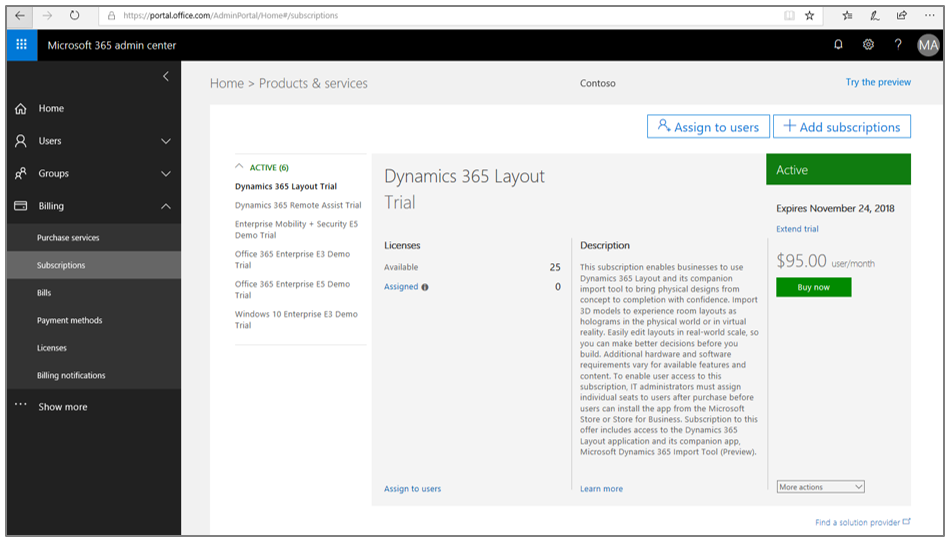 https://portal.office.com/AdminPortal/Home#/subscriptions
Microsoft 365 admin center
?
MA
Home
Users
Groups
Billing
Purchase services
Subscriptions
Bills
Payment methods
Licenses
Billing notifications
Show more
Home > Products & services
Contoso
Try the preview
Assign to users
Add subscriptions
ACTIVE (6)
Dynamics 365 Layout Trial
Dynamics 365 Remote Assist Trial
Enterprise Mobility + Security E5
Demo Trial
Office 365 Enterprise E3 Demo
Trial
Office 365 Enterprise E5 Demo
Trial
Windows 10 Enterprise E3 Demo
Trial
Dynamics 365 Layout
Trial
Licenses
Available 25
Assigned 0
Assign to users
Description
This subscription enables businesses to use
Dynamics 365 Layout and its companion
import tool to bring physical designs from
concept to completion with confidence. Import
3D models to experience room layouts as
holograms in the physical world or in virtual
reality. Easily edit layouts in real-world scale, so
you can make better decisions before you
build. Additional hardware and software
requirements vary for available features and
content. To enable user access to this
subscription, IT administrators must assign
individual seats to users after purchase before
users can install the app from the Microsoft
Store or Store for Business. Subscription to this
offer includes access to the Dynamics 365
Layout application and its companion app,
Microsoft Dynamics 365 Import Tool (Preview).
Learn more
Active
Expires November 24, 2018
Extend trial
$95.00 user/month
Buy now
More actions
Find a solution provider